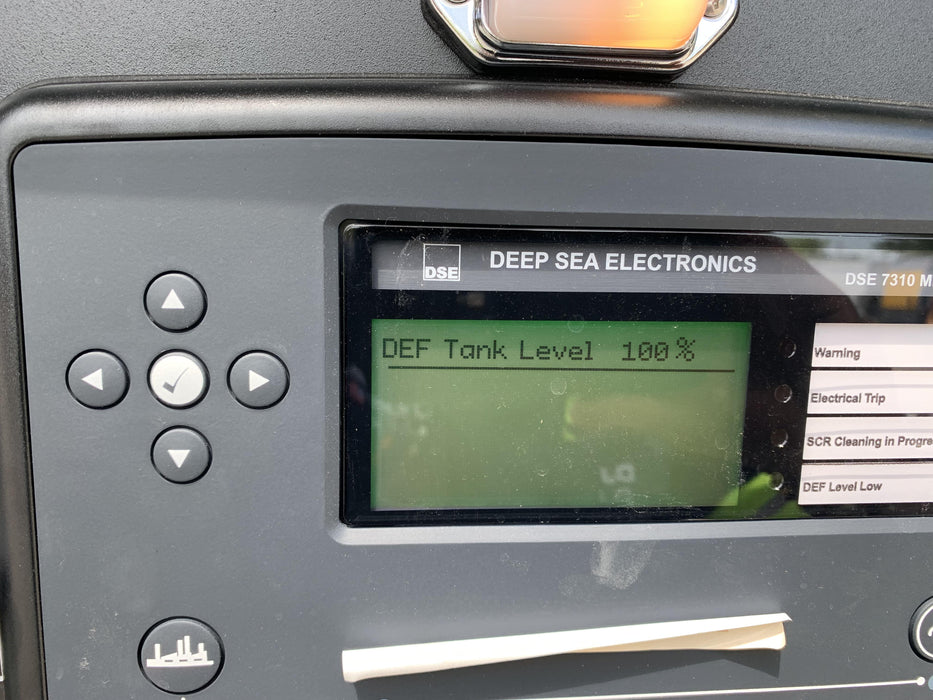 DSE
DEEP SEA ELECTRONICS
DSE 7310 M
DEF Tank Level 100%
Warning
Electrical Trip
SCR Cleaning in Progre
DEF Level Low